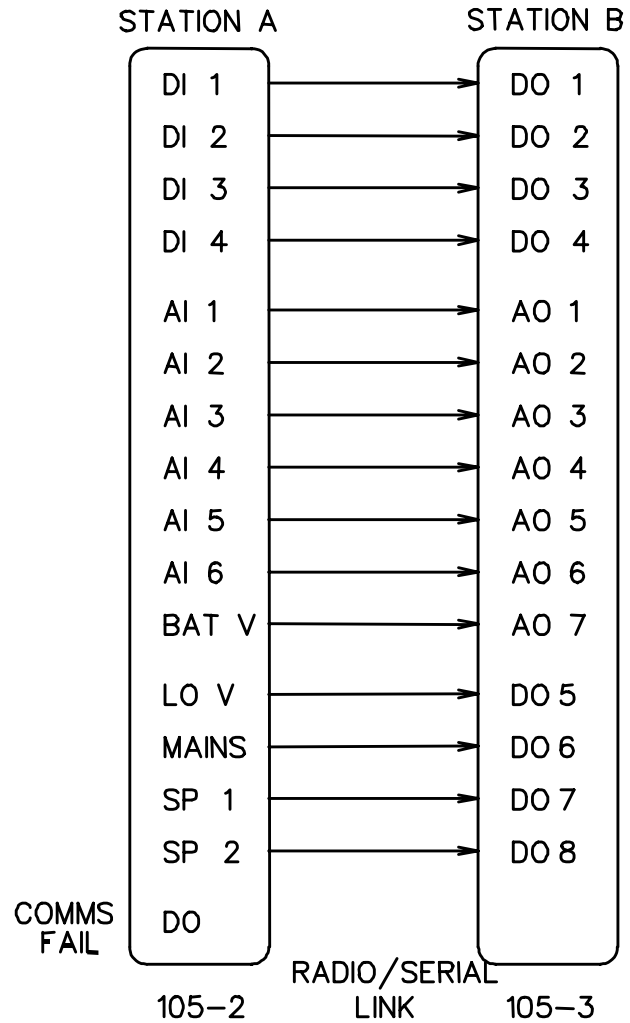 STATION A STATION B
DI 1 DO 1
DI 2 DO 2
DI 3 DO 3
DI 4 DO 4
AI 1 AO 1
AI 2 AO 2
AI 3 AO 3
AI 4 AO 4
AI 5 AO 5
AI 6 AO 6
BAT V AO 7
LO V DO 5
MAINS DO 6
SP 1 DO 7
SP 2 DO 8
COMMS
FAIL
DO
RADIO/SERIAL
LINK
105-2 105-3